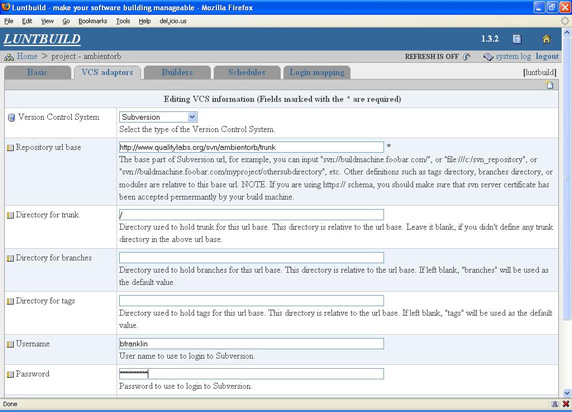 Luntbuild - make your software building manageable - Mozilla Firefox
File Edit View Go Bookmarks Tools Help del.icio.us
LUNTBUILD
1.3.2
Home > project - ambientorb
REFRESH IS OFF system log logout
Basic VCS adaptors Builders Schedules Login mapping [luntbuild]
Editing VCS information (Fields marked with the * are required)
Version Control System Subversion
Select the type of the Version Control System.
Repository url base http://www.qualitylabs.org/svn/ambientorb/trunk *
The base part of Subversion url, for example, you can input "svn://buildmachine.foobar.com/", or "file:///c:/svn_repository", or
"svn://buildmachine.foobar.com/myproject/othersubdirectory", etc. Other definitions such as tags directory, branches directory, or
modules are relative to this base url. NOTE. If you are using https:// schema, you should make sure that svn server certificate has
been accepted permermantly by your build machine.
Directory for trunk /
Directory used to hold trunk for this url base. This directory is relative to the url base. Leave it blank, if you didn't define any trunk
directory in the above url base.
Directory for branches
Directory used to hold branches for this url base. This directory is relative to the url base. If left blank, "branches" will be used as
the default value.
Directory for tags
Directory used to hold tags for this url base. This directory is relative to the url base. If left blank, "tags" will be used as the default
value.
Username bfranklin
User name to use to login to Subversion.
Password
Password to use to login to Subversion.
Done